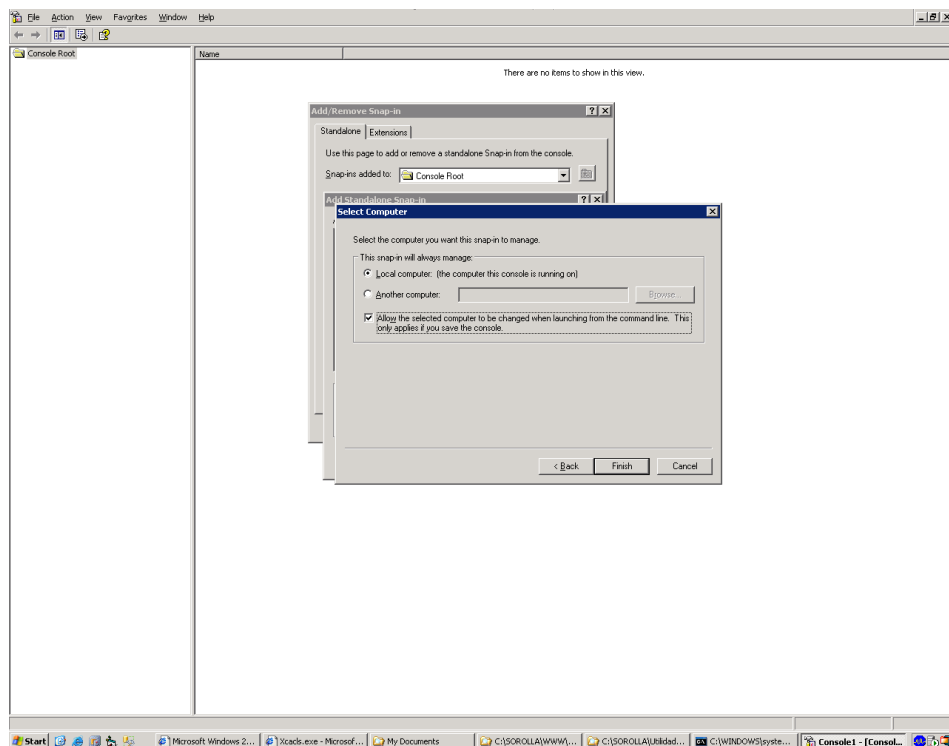 File Action View Favorites Window Help
Console Root
Name
There are no items to show in this view.
Add/Remove Snap-in
Standalone Extensions
Use this page to add or remove a standalone Snap-in from the console.
Snap-ins added to: Console Root
Add Standalone Snap-in
Select Computer
Select the computer you want this snap-in to manage.
This snap-in will always manage:
Local computer: (the computer this console is running on)
Another computer: Browse...
Allow the selected computer to be changed when launching from the command line. This
only applies if you save the console.
< Back Finish Cancel
Start Microsoft Windows 2... Xcacls.exe - Microsof... My Documents C:\SOROLLA\WWW\... C:\SOROLLA\Utilidad... C:\WINDOWS\syste... Console1 - [Consol...